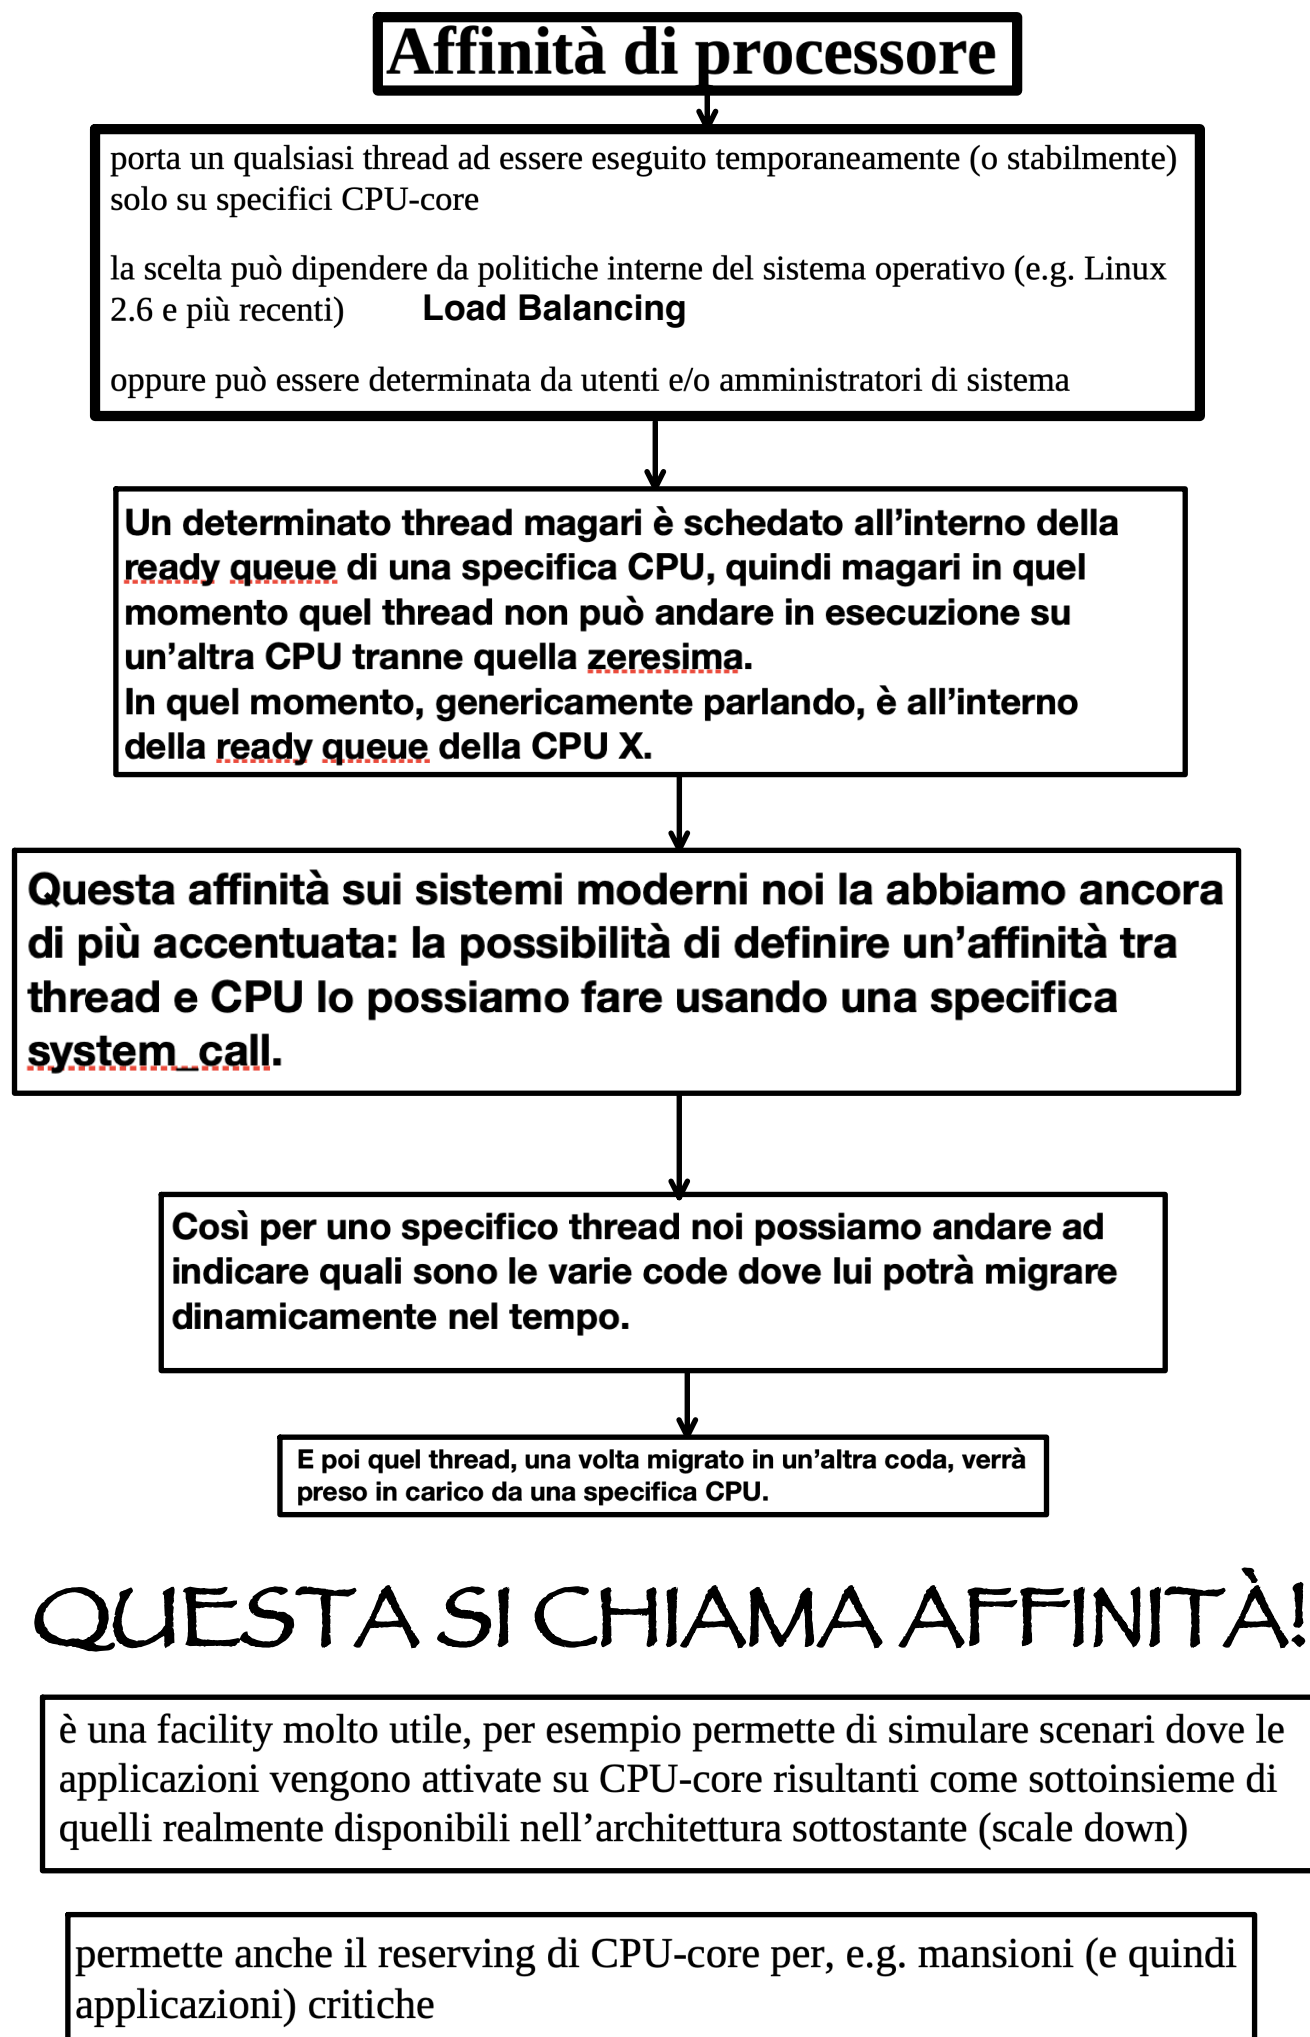 Affinità di processore
porta un qualsiasi thread ad essere eseguito temporaneamente (o stabilmente)
solo su specifici CPU-core
la scelta può dipendere da politiche interne del sistema operativo (e.g. Linux
2.6 e più recenti) Load Balancing
oppure può essere determinata da utenti e/o amministratori di sistema
Un determinato thread magari è schedato all’interno della
ready queue di una specifica CPU, quindi magari in quel
momento quel thread non può andare in esecuzione su
un’altra CPU tranne quella zeresima.
In quel momento, genericamente parlando, è all’interno
della ready queue della CPU X.
Questa affinità sui sistemi moderni noi la abbiamo ancora
di più accentuata: la possibilità di definire un’affinità tra
thread e CPU lo possiamo fare usando una specifica
system_call.
Così per uno specifico thread noi possiamo andare ad
indicare quali sono le varie code dove lui potrà migrare
dinamicamente nel tempo.
E poi quel thread, una volta migrato in un’altra coda, verrà
preso in carico da una specifica CPU.
QUESTA SI CHIAMA AFFINITÀ!
è una facility molto utile, per esempio permette di simulare scenari dove le
applicazioni vengono attivate su CPU-core risultanti come sottoinsieme di
quelli realmente disponibili nell’architettura sottostante (scale down)
permette anche il reserving di CPU-core per, e.g. mansioni (e quindi
applicazioni) critiche